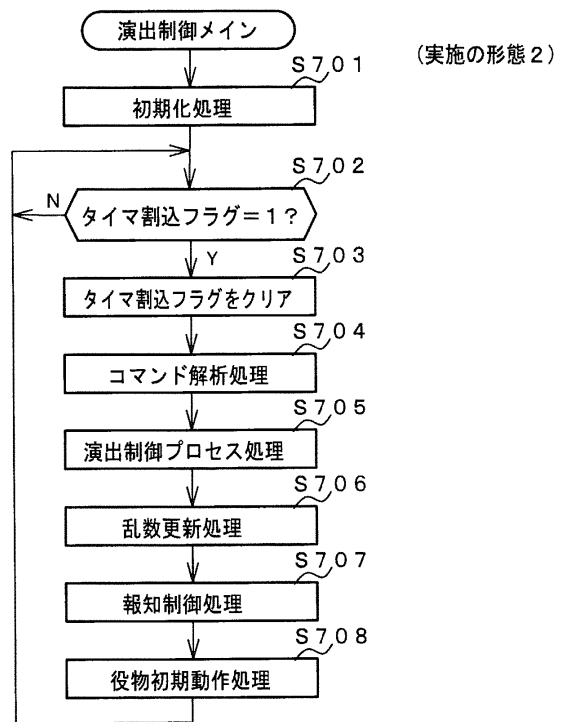 演出制御メイン
(実施の形態2)
S701
初期化処理
S702
N
タイマ割込フラグ=1?
Y
S703
タイマ割込フラグをクリア
S704
コマンド解析処理
S705
演出制御プロセス処理
S706
乱数更新処理
S707
報知制御処理
S708
役物初期動作処理